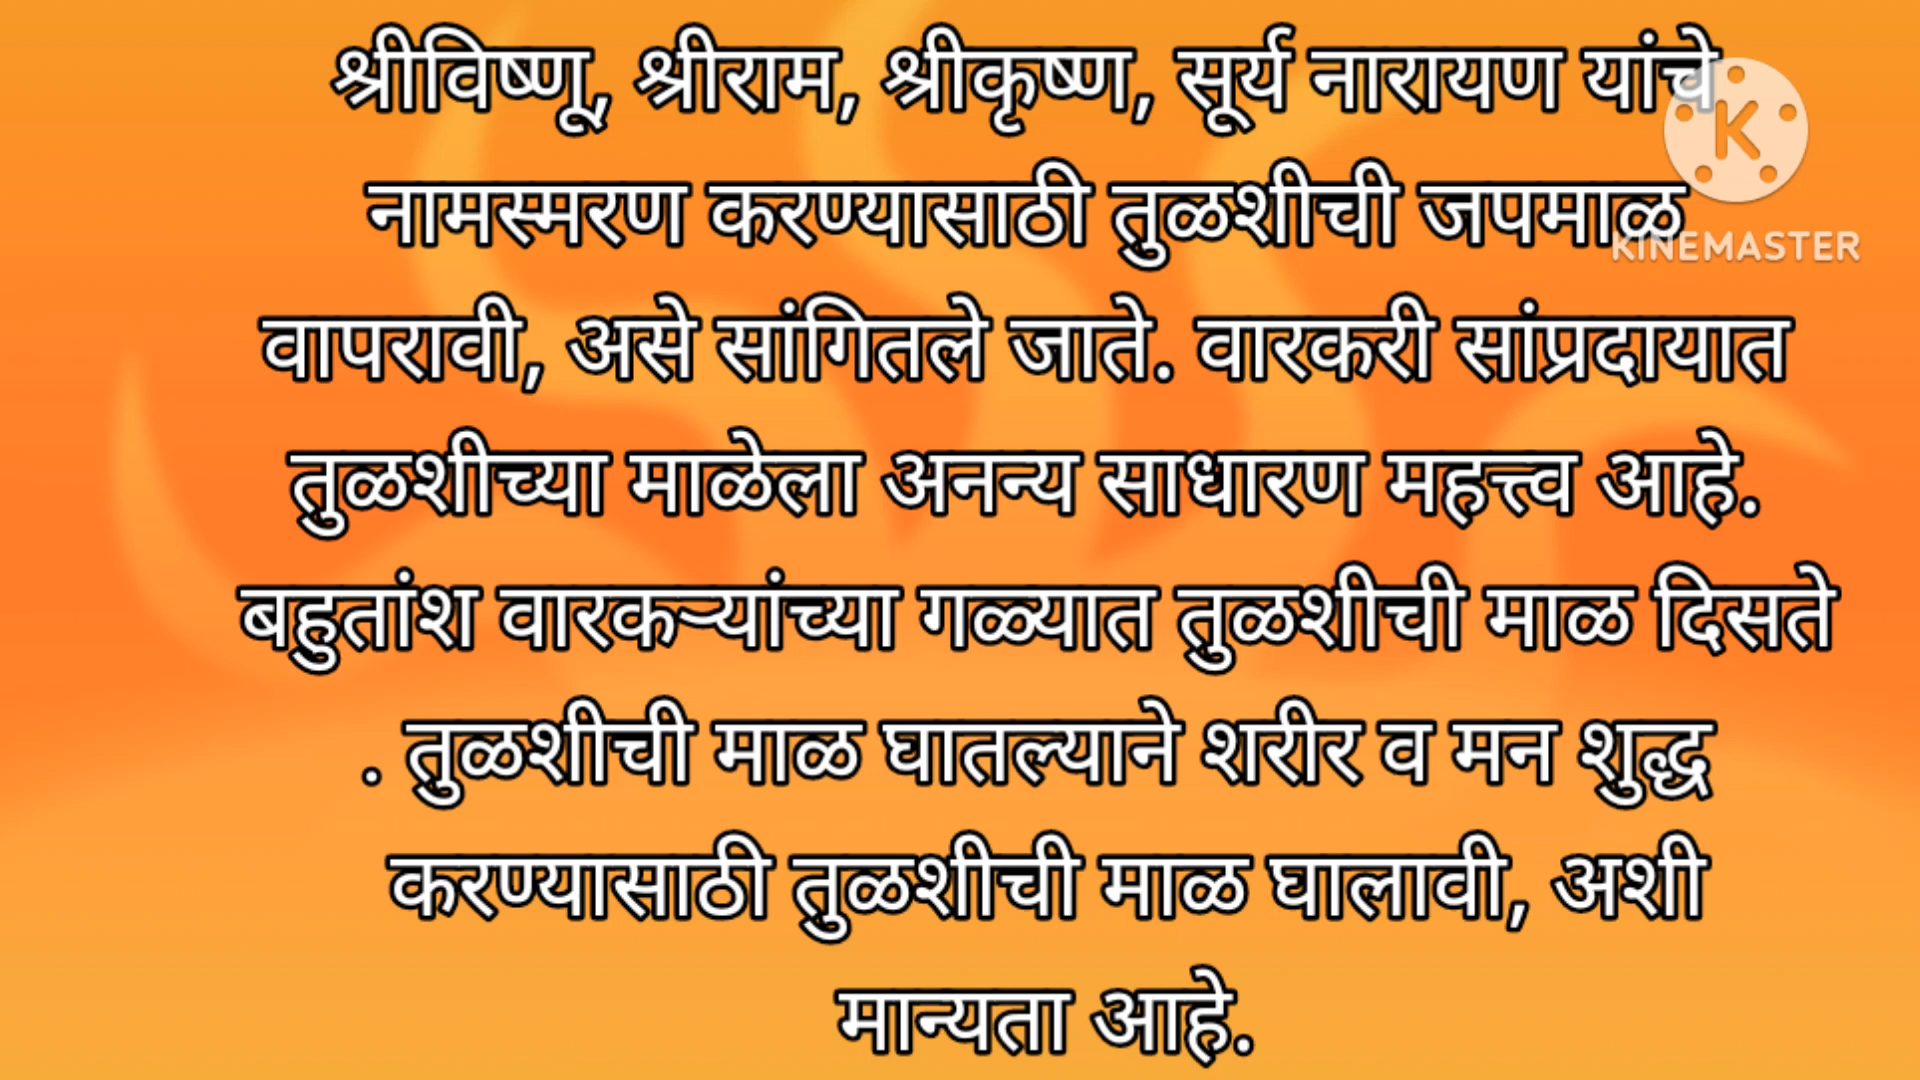 श्रीविष्णू, श्रीराम, श्रीकृष्ण, सूर्य नारायण यांचे
नामस्मरण करण्यासाठी तुळशीची जपमाळ
KINEMASTER
वापरावी, असे सांगितले जाते. वारकरी सांप्रदायात
तुळशीच्या माळेला अनन्य साधारण महत्त्व आहे.
बहुतांश वारकऱ्यांच्या गळ्यात तुळशीची माळ दिसते
. तुळशीची माळ घातल्याने शरीर व मन शुद्ध
करण्यासाठी तुळशीची माळ घालावी, अशी
मान्यता आहे.